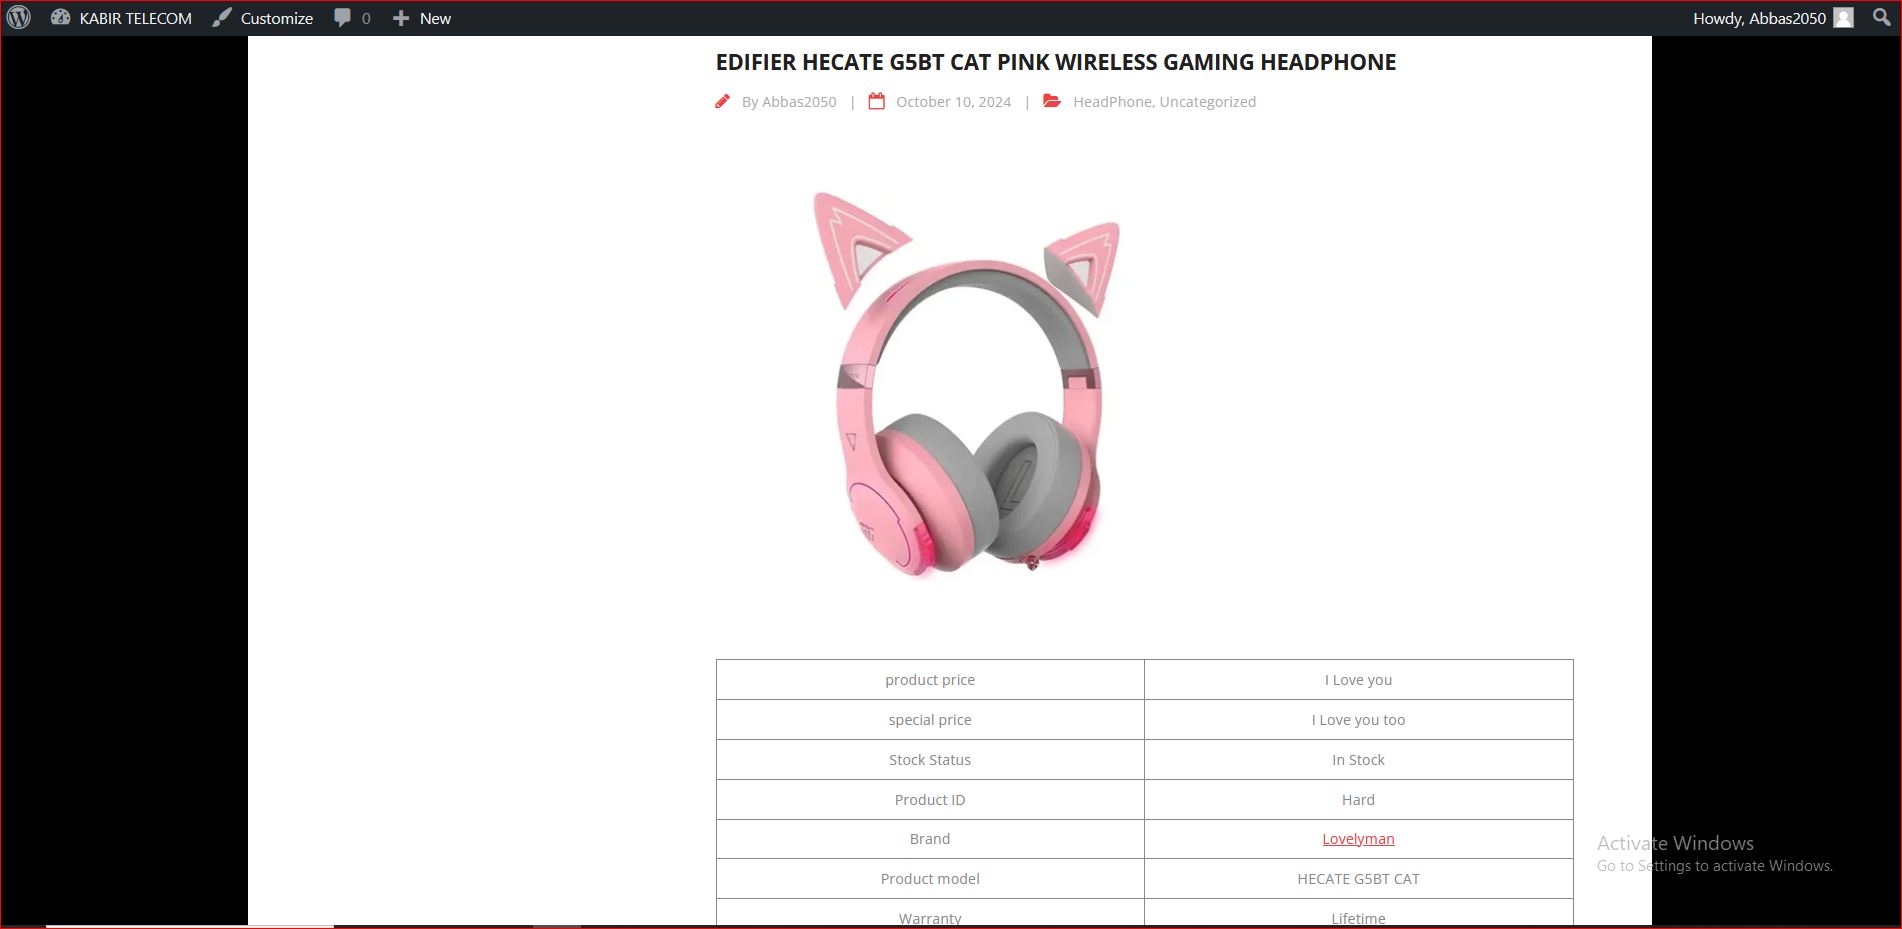 KABIR TELECOM Customize 0 New Howdy, Abbas2050
EDIFIER HECATE G5BT CAT PINK WIRELESS GAMING HEADPHONE
By Abbas2050 | October 10, 2024 | HeadPhone, Uncategorized
product price I Love you
special price I Love you too
Stock Status In Stock
Product ID Hard
Brand Lovelyman
Product model HECATE G5BT CAT
Warranty Lifetime
Activate Windows
Go to Settings to activate Windows.